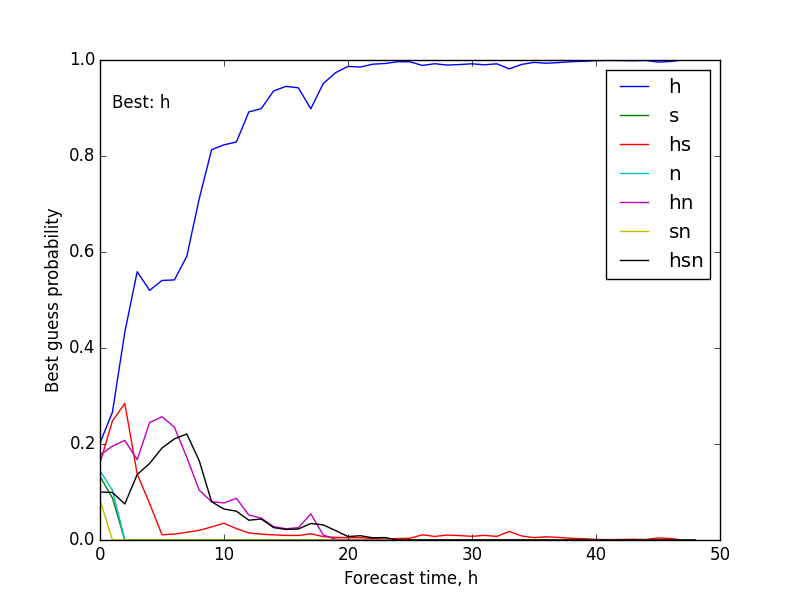 1.0
0.8
0.6
0.4
0.2
0.0
Best guess probability
Best: h
h
s
hs
n
hn
sn
hsn
0 10 20 30 40 50
Forecast time, h